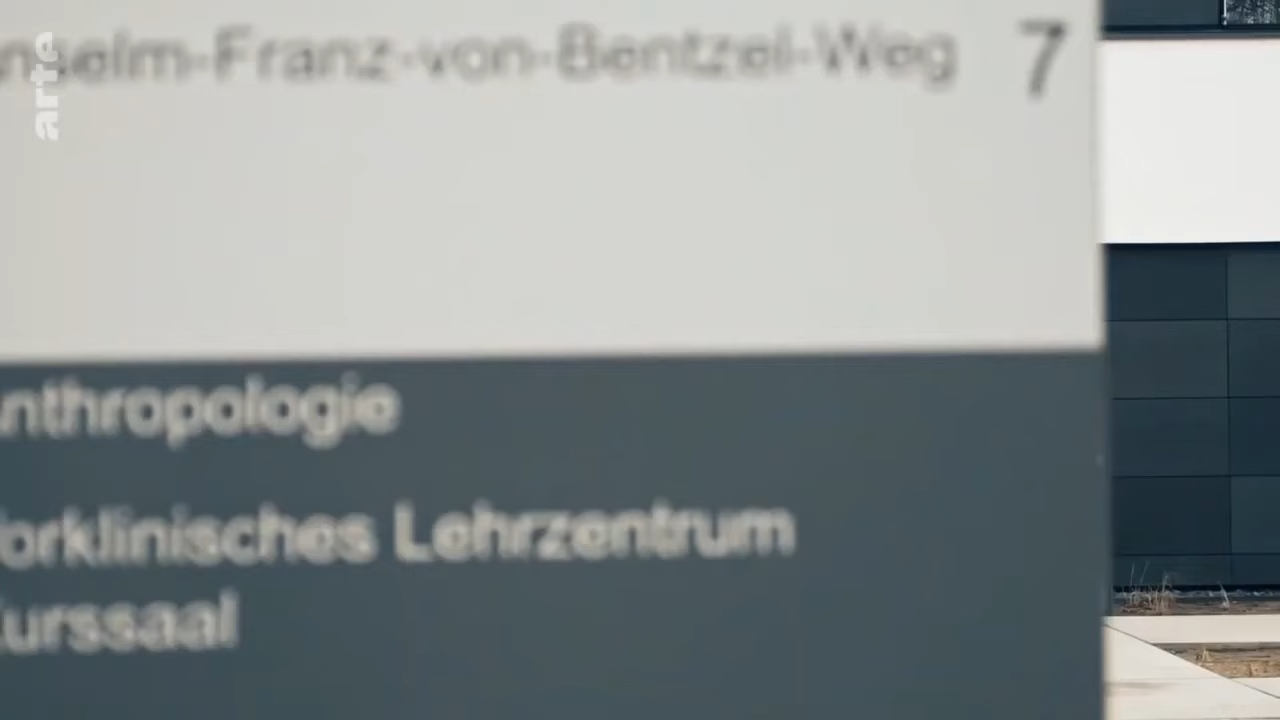 arte
nselm-Franz-von-Bentzel-Weg 7
nthropologie
orklinisches Lehrzentrum
urssaal